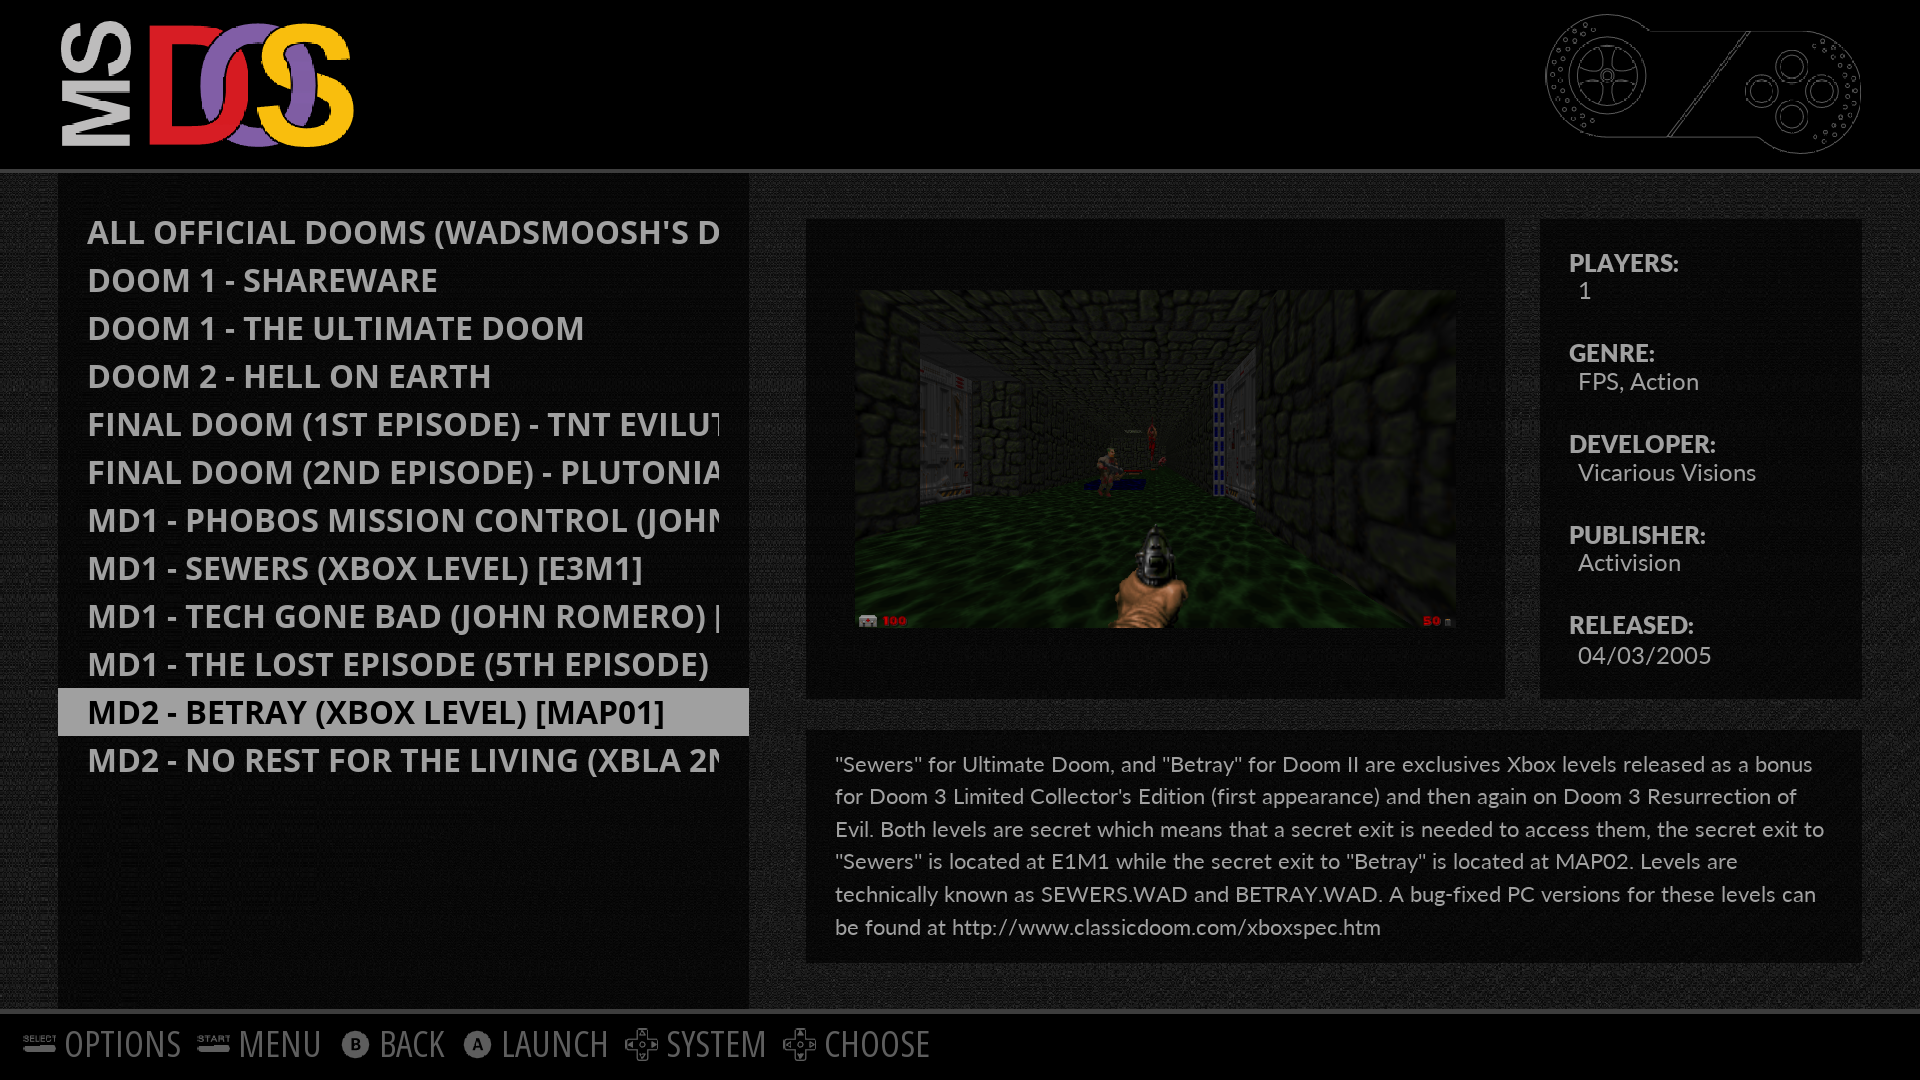 MS DOS
ALL OFFICIAL DOOMS (WADSMOOSH'S D
DOOM 1 - SHAREWARE
DOOM 1 - THE ULTIMATE DOOM
DOOM 2 - HELL ON EARTH
FINAL DOOM (1ST EPISODE) - TNT EVILUT
FINAL DOOM (2ND EPISODE) - PLUTONIA
MD1 - PHOBOS MISSION CONTROL (JOHN
MD1 - SEWERS (XBOX LEVEL) [E3M1]
MD1 - TECH GONE BAD (JOHN ROMERO) [
MD1 - THE LOST EPISODE (5TH EPISODE)
MD2 - BETRAY (XBOX LEVEL) [MAP01]
MD2 - NO REST FOR THE LIVING (XBLA 2N
100
50
PLAYERS:
1
GENRE:
FPS, Action
DEVELOPER:
Vicarious Visions
PUBLISHER:
Activision
RELEASED:
04/03/2005
"Sewers" for Ultimate Doom, and "Betray" for Doom II are exclusives Xbox levels released as a bonus
for Doom 3 Limited Collector's Edition (first appearance) and then again on Doom 3 Resurrection of
Evil. Both levels are secret which means that a secret exit is needed to access them, the secret exit to
"Sewers" is located at E1M1 while the secret exit to "Betray" is located at MAP02. Levels are
technically known as SEWERS.WAD and BETRAY.WAD. A bug-fixed PC versions for these levels can
be found at http://www.classicdoom.com/xboxspec.htm
SELECT OPTIONS START MENU B BACK A LAUNCH SYSTEM CHOOSE